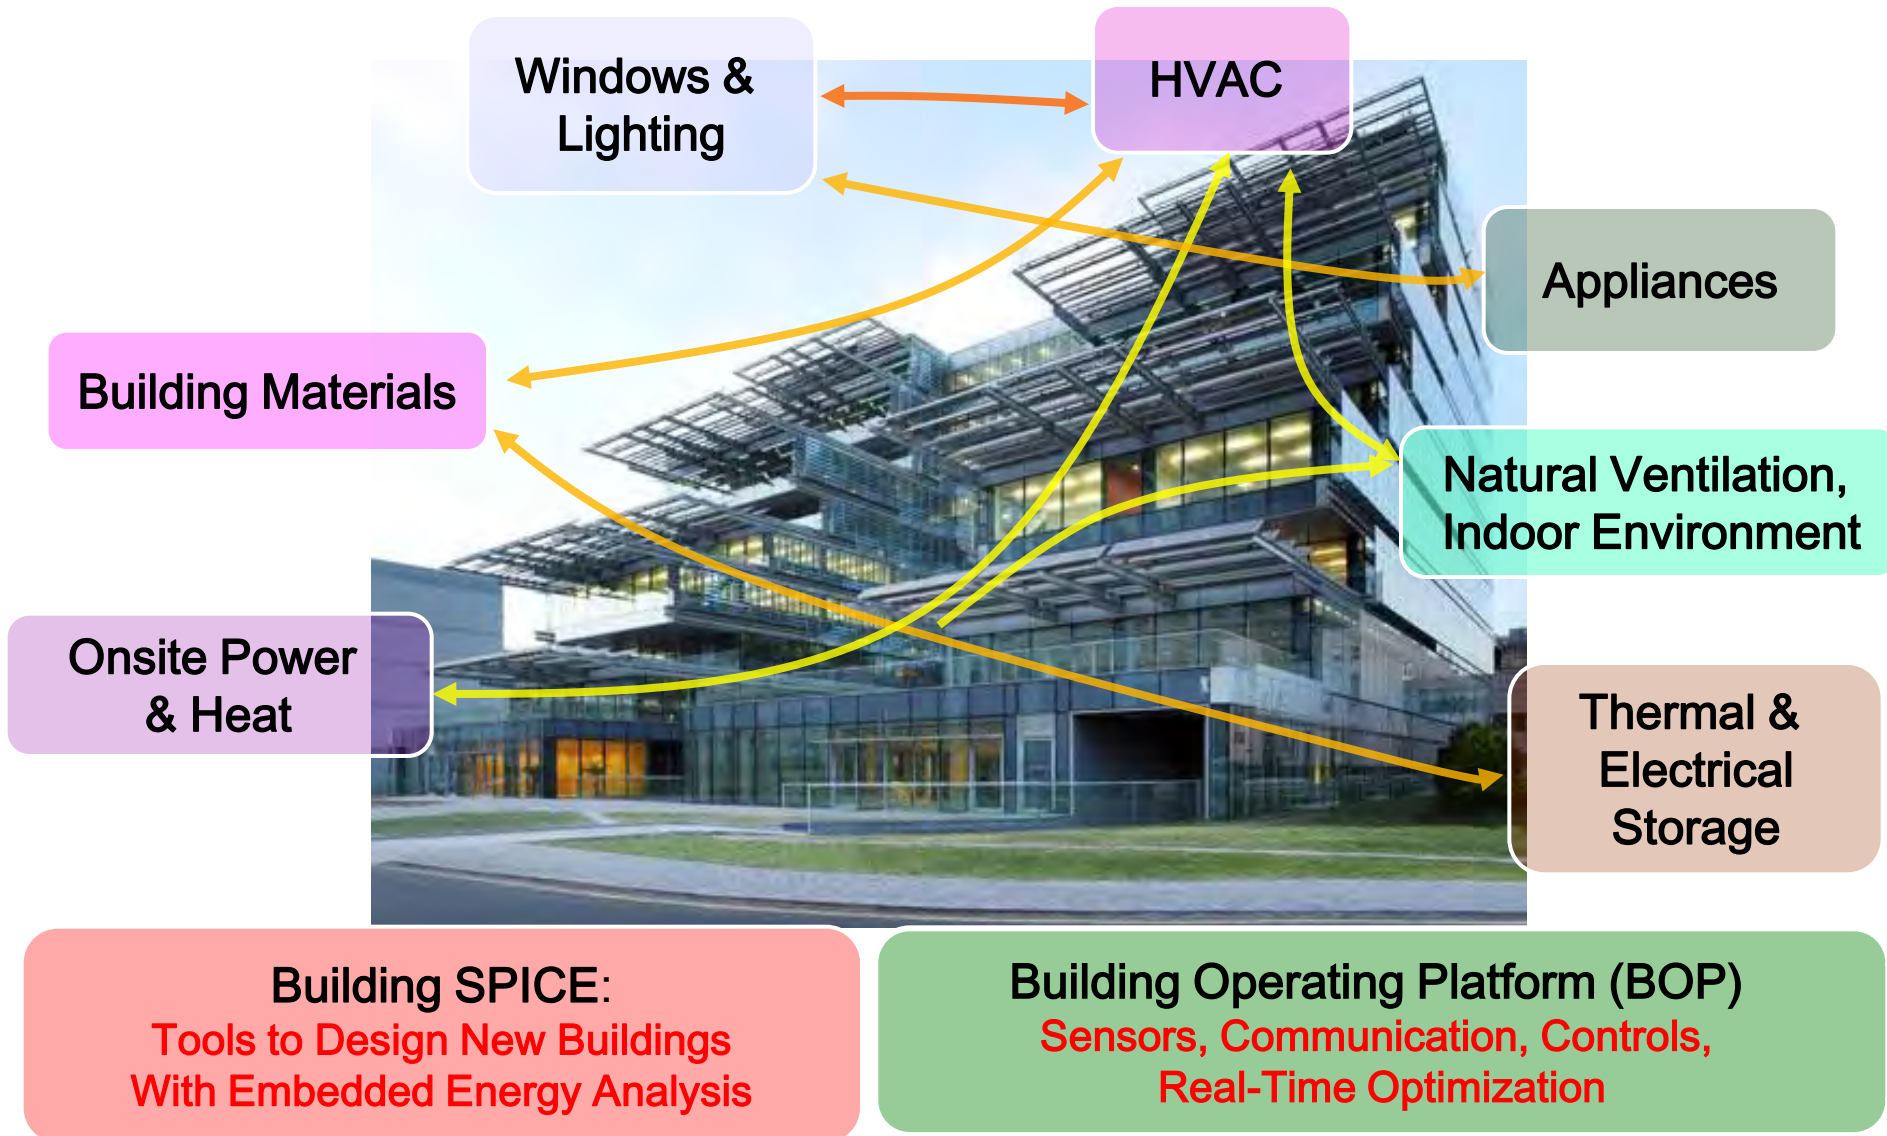 Windows &
Lighting
HVAC
Appliances
Building Materials
Natural Ventilation,
Indoor Environment
Onsite Power
& Heat
Thermal &
Electrical
Storage
Building SPICE:
Tools to Design New Buildings
With Embedded Energy Analysis
Building Operating Platform (BOP)
Sensors, Communication, Controls,
Real-Time Optimization